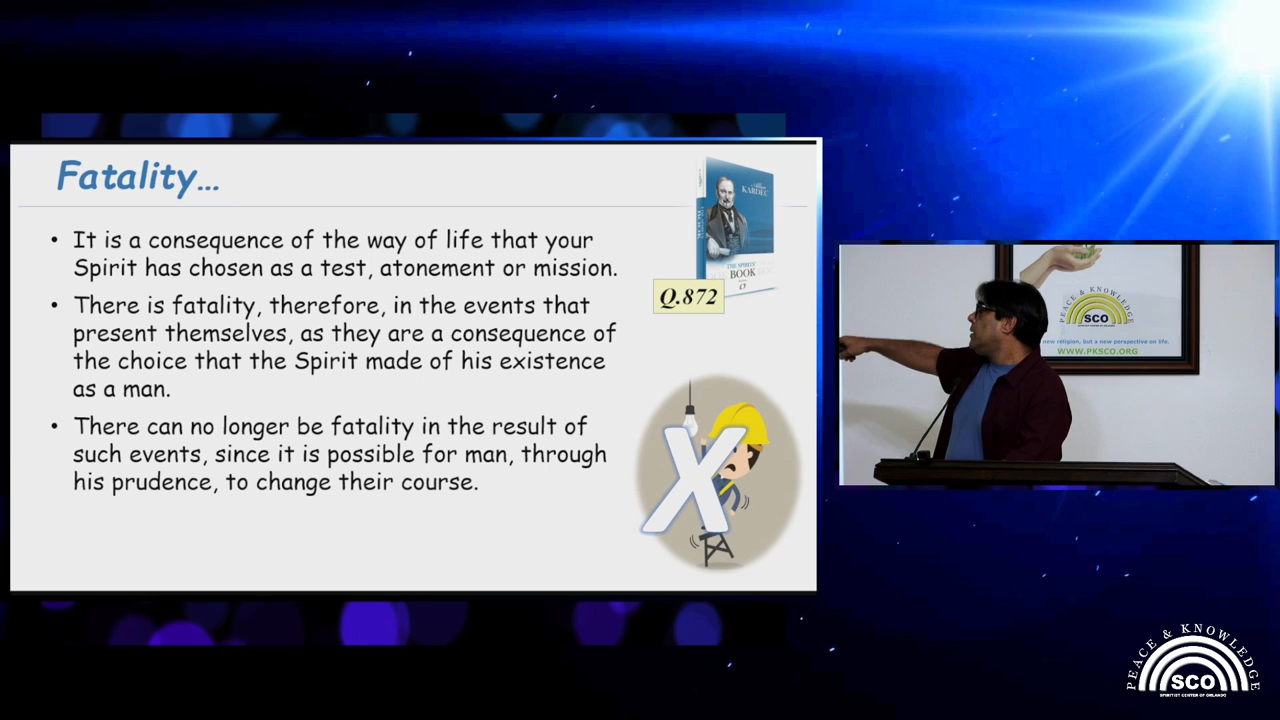 Fatality...
• It is a consequence of the way of life that your
Spirit has chosen as a test, atonement or mission.
• There is fatality, therefore, in the events that
present themselves, as they are a consequence of
the choice that the Spirit made of his existence
as a man.
• There can no longer be fatality in the result of
such events, since it is possible for man, through
his prudence, to change their course.
KARDEC
THE SPIRITS'
BOOK
Q.872
X
PEACE & KNOWLEDGE
SCO
new religion, but a new perspective on life.
WWW.PKSCO.ORG
PEACE & KNOWLEDGE
SCO
SPIRITIST CENTER OF ORLANDO